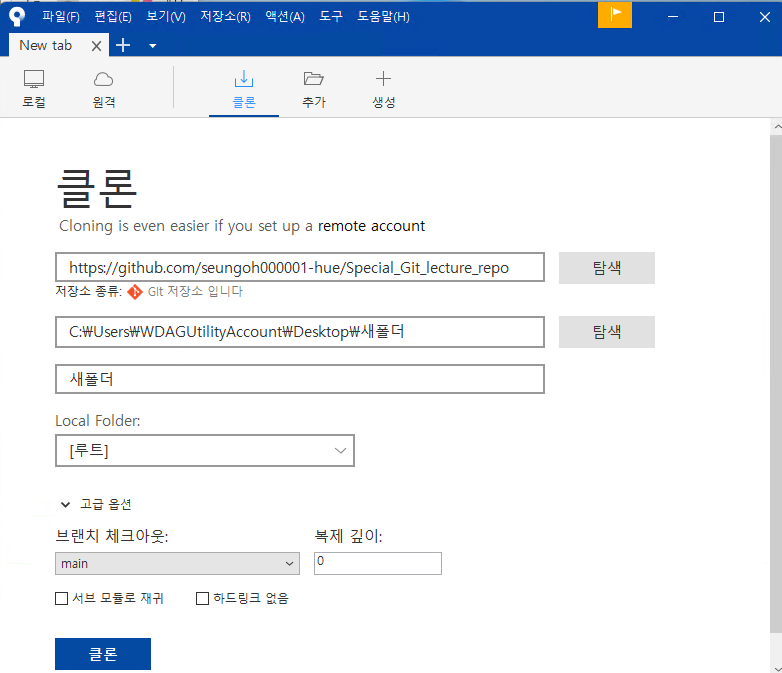 파일(F) 편집(E) 보기(V) 저장소(R) 액션(A) 도구 도움말(H)
New tab
로컬 원격 클론 추가 생성
클론
Cloning is even easier if you set up a remote account
https://github.com/seungoh000001-hue/Special_Git_lecture_repo 탐색
저장소 종류: Git 저장소 입니다
C:₩Users₩WDAGUtilityAccount₩Desktop₩새폴더 탐색
새폴더
Local Folder:
[루트]
고급 옵션
브랜치 체크아웃: 복제 깊이:
main 0
서브 모듈로 재귀 하드링크 없음
클론